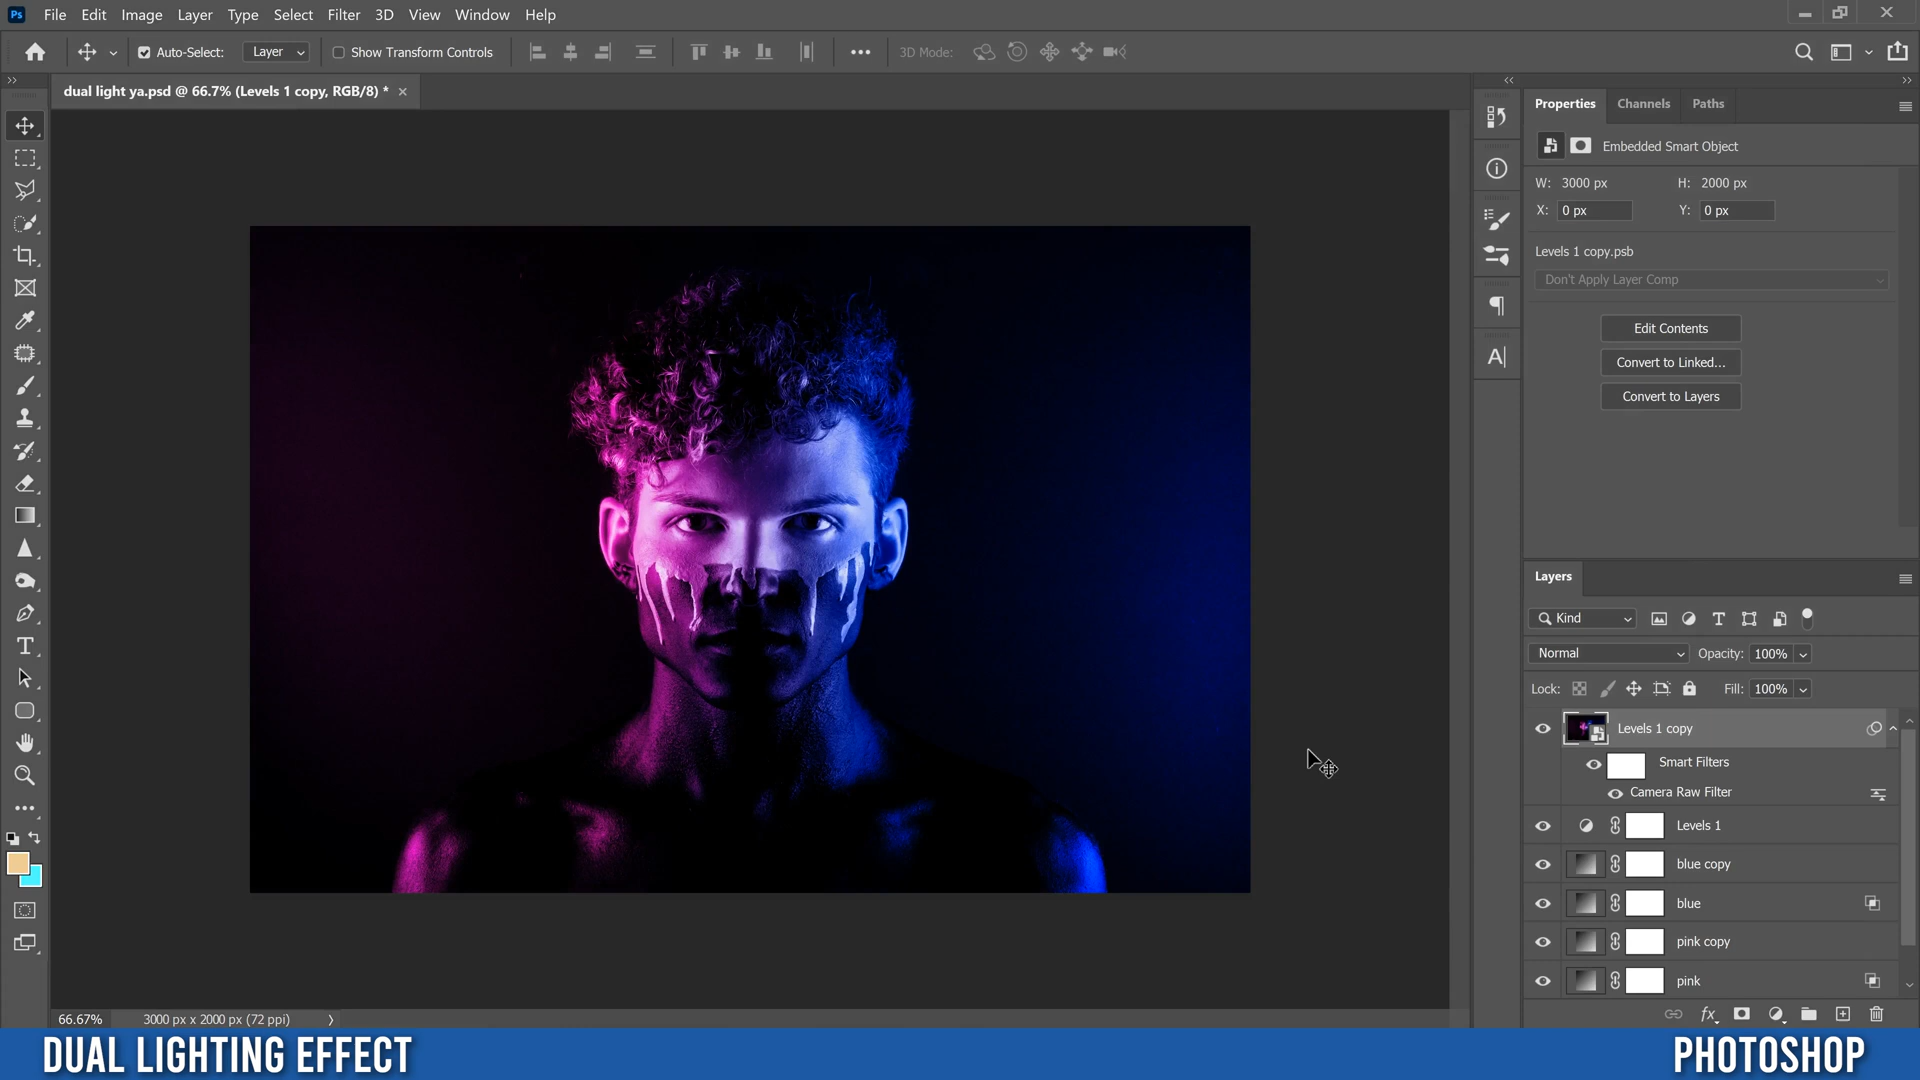 Ps File Edit Image Layer Type Select Filter 3D View Window Help
Auto-Select: Layer Show Transform Controls 3D Mode:
dual light ya.psd @ 66.7% (Levels 1 copy, RGB/8) *
Properties Channels Paths
Embedded Smart Object
W: 3000 px H: 2000 px
X: 0 px Y: 0 px
Levels 1 copy.psb
Don't Apply Layer Comp
Edit Contents
Convert to Linked...
Convert to Layers
Layers
Kind
Normal Opacity: 100%
Lock: Fill: 100%
Levels 1 copy
Smart Filters
Camera Raw Filter
Levels 1
blue copy
blue
pink copy
pink
66.67% 3000 px x 2000 px (72 ppi)
DUAL LIGHTING EFFECT PHOTOSHOP